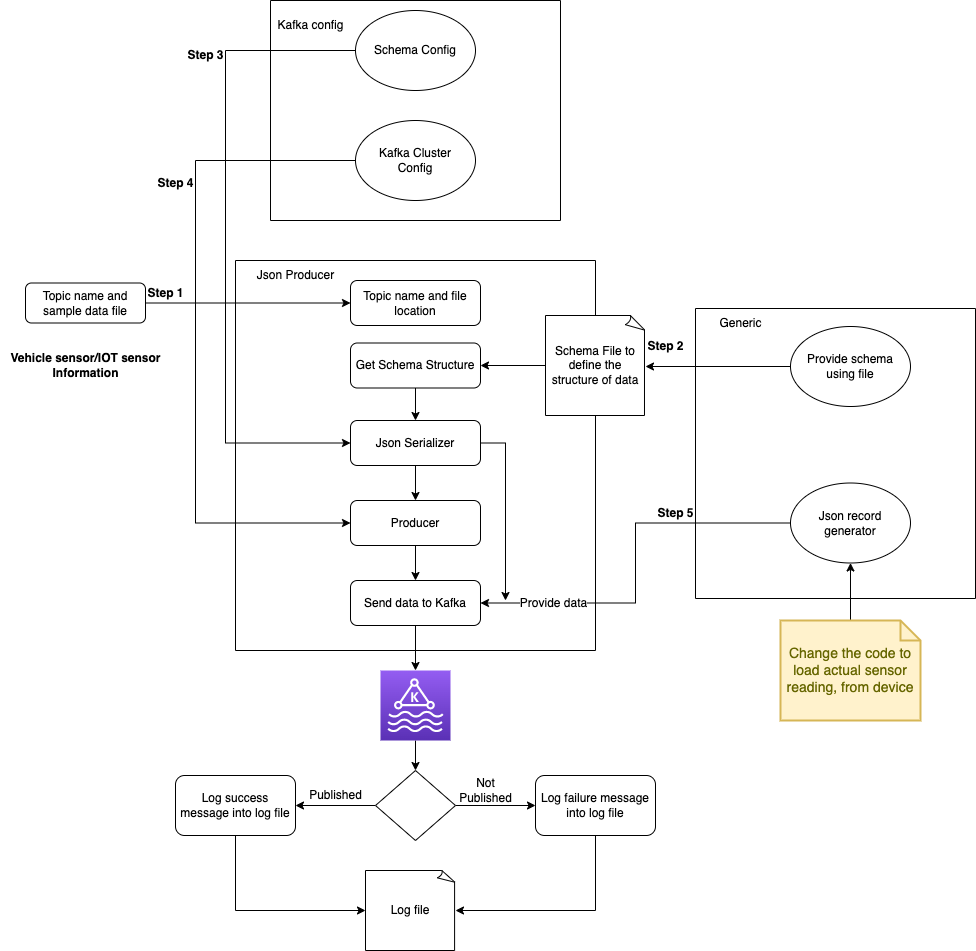 Kafka config
Schema Config
Step 3
Kafka Cluster
Config
Step 4
Json Producer
Topic name and
sample data file
Step 1
Topic name and file
location
Vehicle sensor/IOT sensor
Information
Get Schema Structure
Schema File to
define the
structure of data
Step 2
Generic
Provide schema
using file
Json Serializer
Producer
Step 5
Json record
generator
Send data to Kafka
Provide data
Change the code to
load actual sensor
reading, from device
K
Published
Not
Published
Log success
message into log file
Log failure message
into log file
Log file